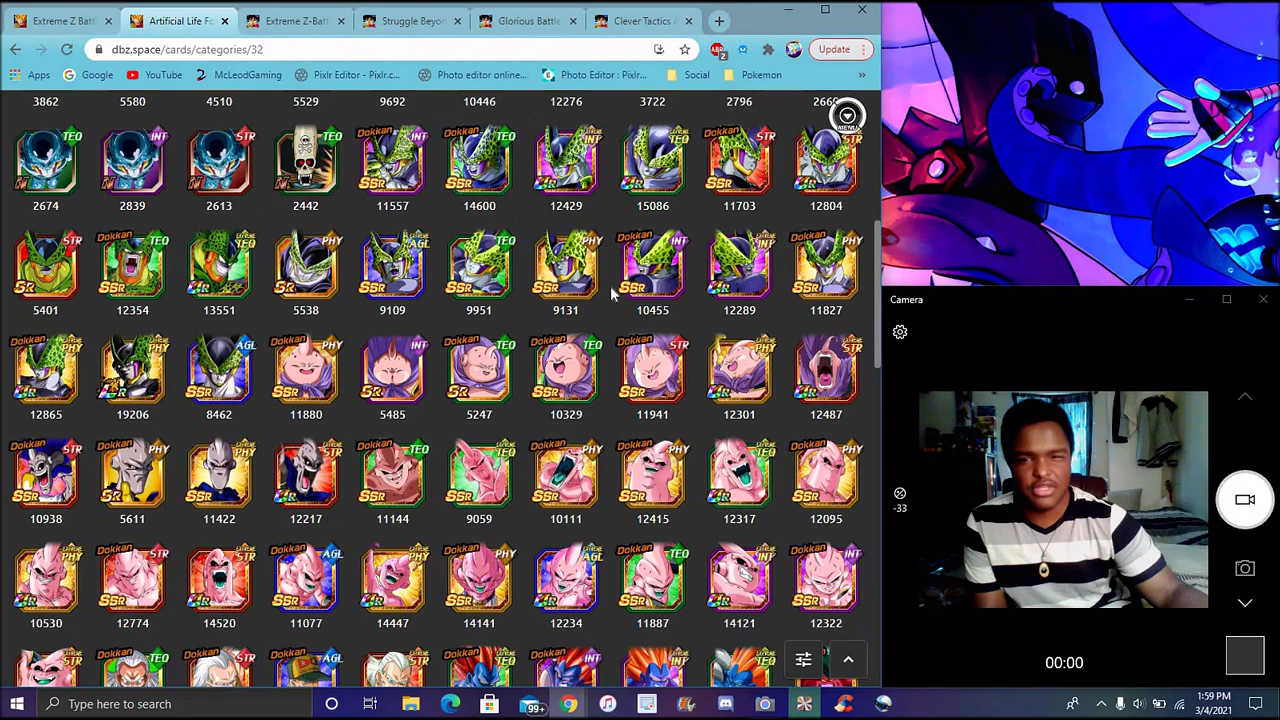 Extreme Z Batt
Artificial Life Fo
Extreme Z-Batt
Struggle Beyon
Glorious Battle
Clever Tactics A
dbz.space/cards/categories/32
2
Update
Apps
Google
YouTube
McLeodGaming
Pixlr Editor - Pixlr.c...
Photo editor online...
Photo Editor : Pixlr...
Social
Pokemon
3862 5580 4510 5529 9692 10446 12276 3722 2796
MENU
2674 2839 2613 2442 11557 14600 12429 15086 11703 12804
5401 12354 13551 5538 9109 9951 9131 10455 12289 11827
12865 19206 8462 11880 5485 5247 10329 11941 12301 12487
10938 5611 11422 12217 11144 9059 10111 12415 12317 12095
10530 12774 14520 11077 14447 14141 12234 11887 14121 12322
Camera
-33
00:00
Type here to search
99+
1:59 PM
3/4/2021